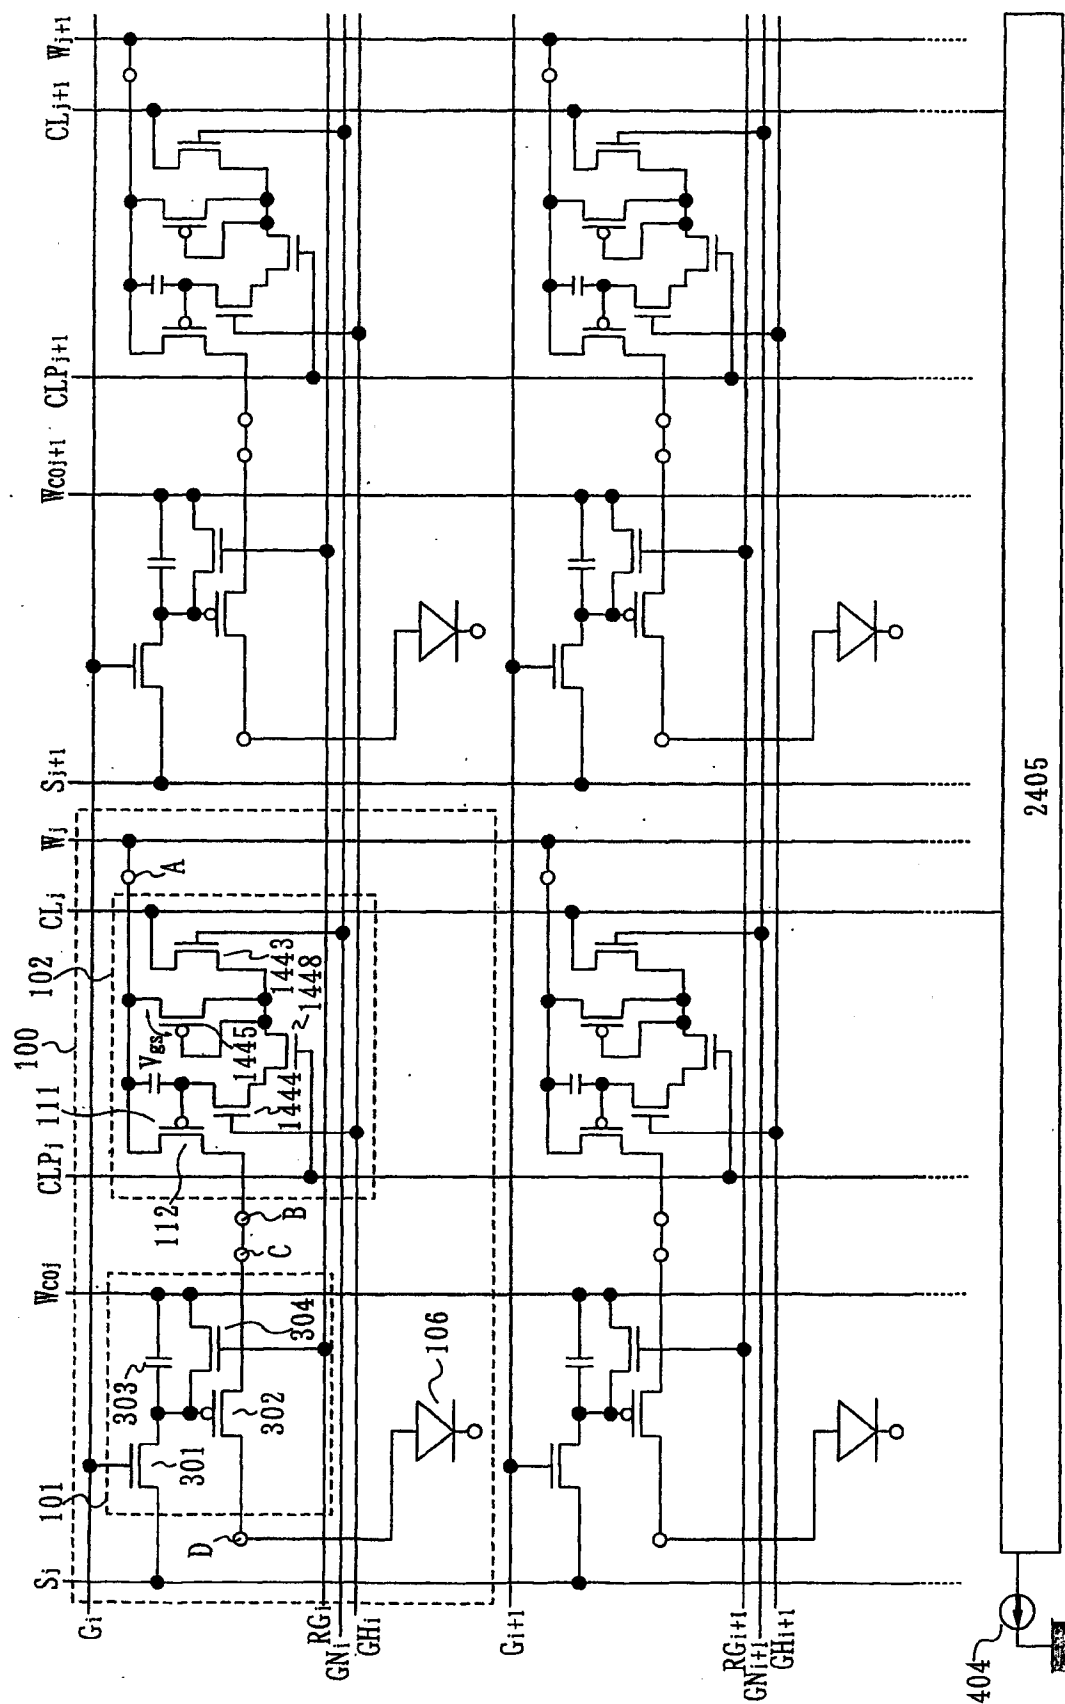 Sj
Wcoj
CLPj
CLj
Wj
Sj+1
Wcoj+1
CLPj+1
CLj+1
Wj+1
100
101
102
111
112
Vgs
1445
1443
1448
1444
A
B
C
D
301
302
303
304
106
Gi
RGi
GNi
GHi
Gi+1
RGi+1
GNi+1
GHi+1
404
2405